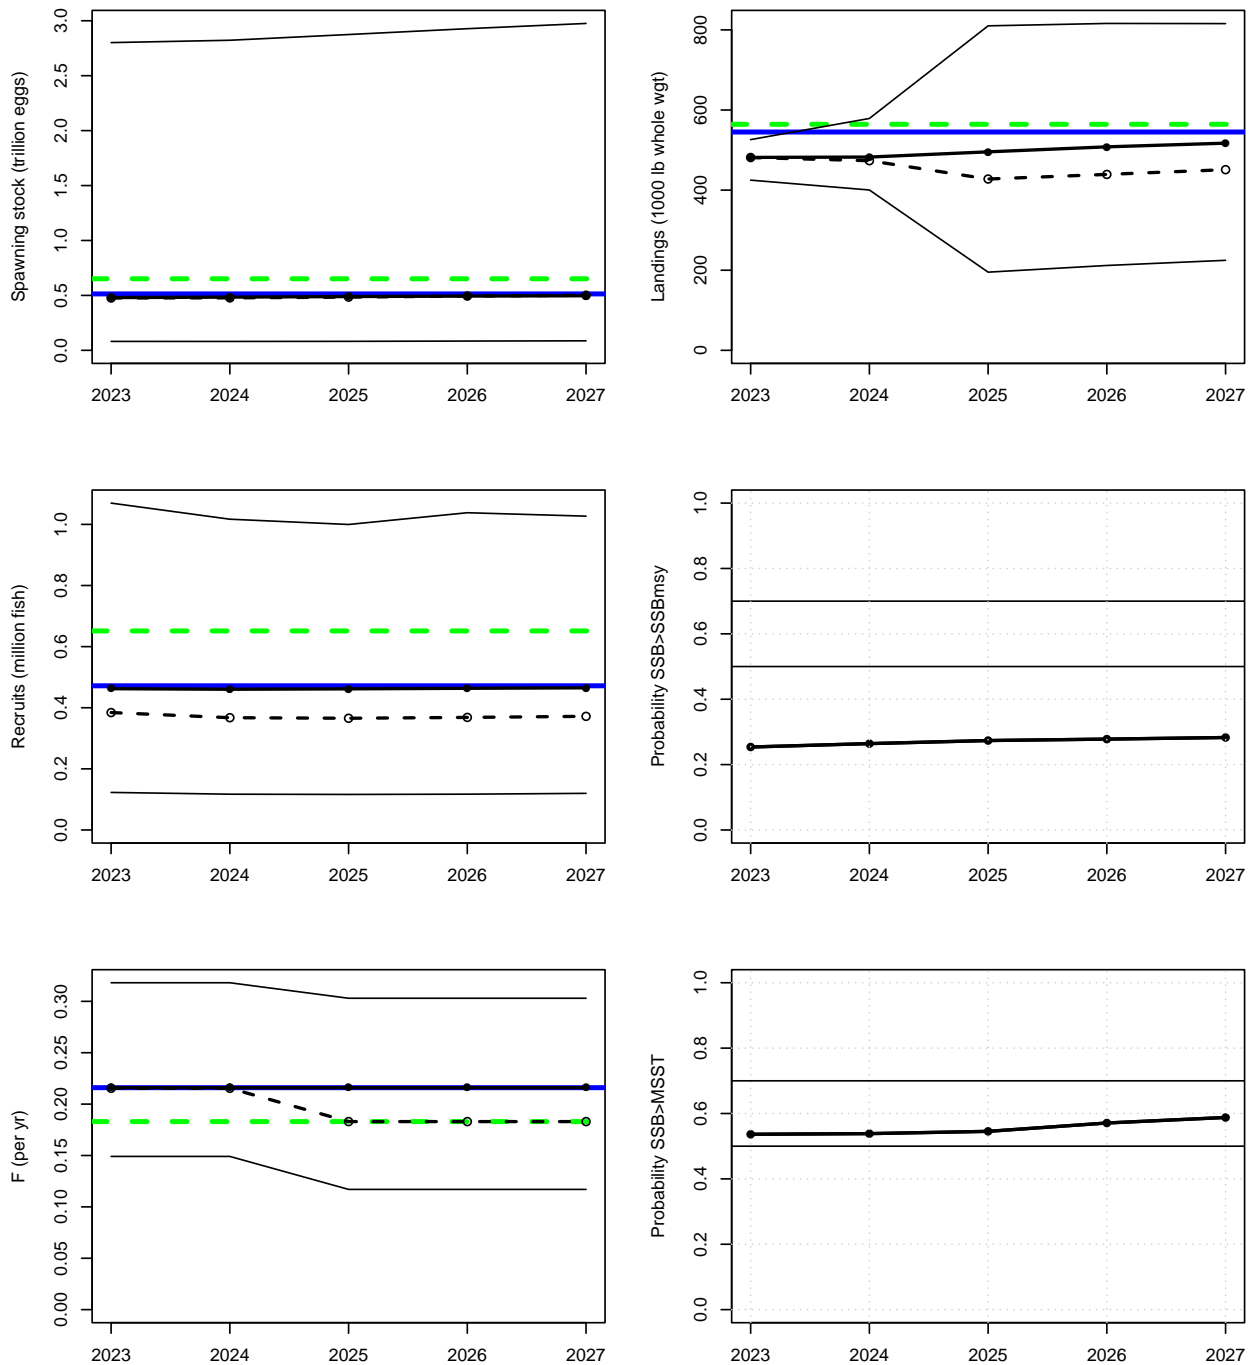 Spawning stock (trillion eggs)
0.0 0.5 1.0 1.5 2.0 2.5 3.0
2023 2024 2025 2026 2027
Landings (1000 lb whole wgt)
0 200 400 600 800
2023 2024 2025 2026 2027
Recruits (million fish)
0.0 0.2 0.4 0.6 0.8 1.0
2023 2024 2025 2026 2027
Probability SSB>SSBmsy
0.0 0.2 0.4 0.6 0.8 1.0
2023 2024 2025 2026 2027
F (per yr)
0.00 0.05 0.10 0.15 0.20 0.25 0.30
2023 2024 2025 2026 2027
Probability SSB>MSST
0.0 0.2 0.4 0.6 0.8 1.0
2023 2024 2025 2026 2027